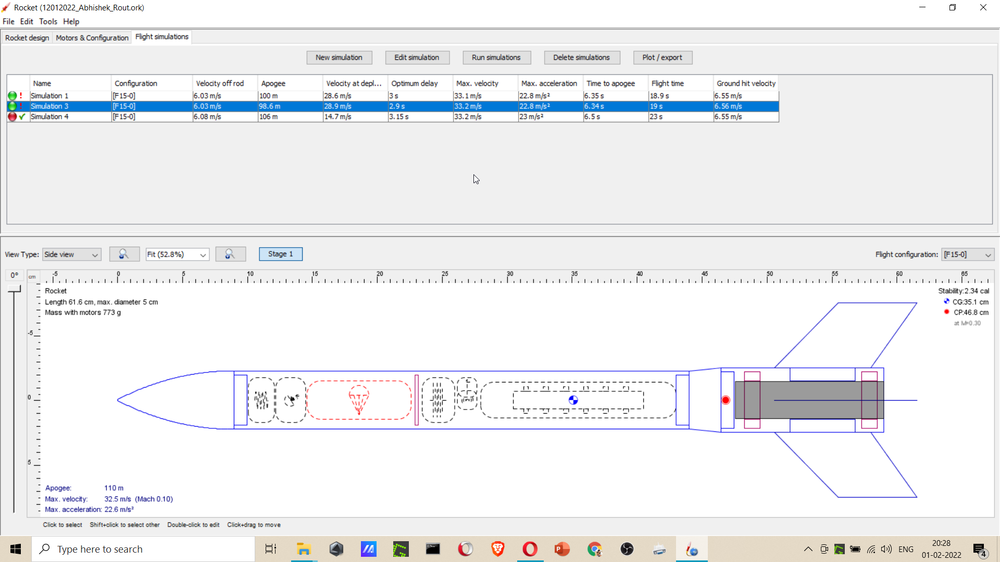 Rocket (12012022_Abhishek_Rout.ork)
File Edit Tools Help
Rocket design Motors & Configuration Flight simulations
New simulation Edit simulation Run simulations Delete simulations Plot / export
Name Configuration Velocity off rod Apogee Velocity at depl... Optimum delay Max. velocity Max. acceleration Time to apogee Flight time Ground hit velocity
! Simulation 1 [F15-0] 6.03 m/s 100 m 28.6 m/s 3 s 33.1 m/s 22.8 m/s² 6.35 s 18.9 s 6.55 m/s
! Simulation 3 [F15-0] 6.03 m/s 98.6 m 28.9 m/s 2.9 s 33.2 m/s 22.8 m/s² 6.34 s 19 s 6.56 m/s
Simulation 4 [F15-0] 6.08 m/s 106 m 14.7 m/s 3.15 s 33.2 m/s 23 m/s² 6.5 s 23 s 6.55 m/s
View Type: Side view Fit (52.8%) Stage 1 Flight configuration: [F15-0]
0° cm -5 0 5 10 15 20 25 30 35 40 45 50 55 60 65
Rocket
Length 61.6 cm, max. diameter 5 cm
Mass with motors 773 g
Stability:2.34 cal
CG:35.1 cm
CP:46.8 cm
at M=0.30
-5
0
5
Apogee: 110 m
Max. velocity: 32.5 m/s (Mach 0.10)
Max. acceleration: 22.6 m/s²
Click to select Shift+click to select other Double-click to edit Click+drag to move
Type here to search
ENG
20:28
01-02-2022
4